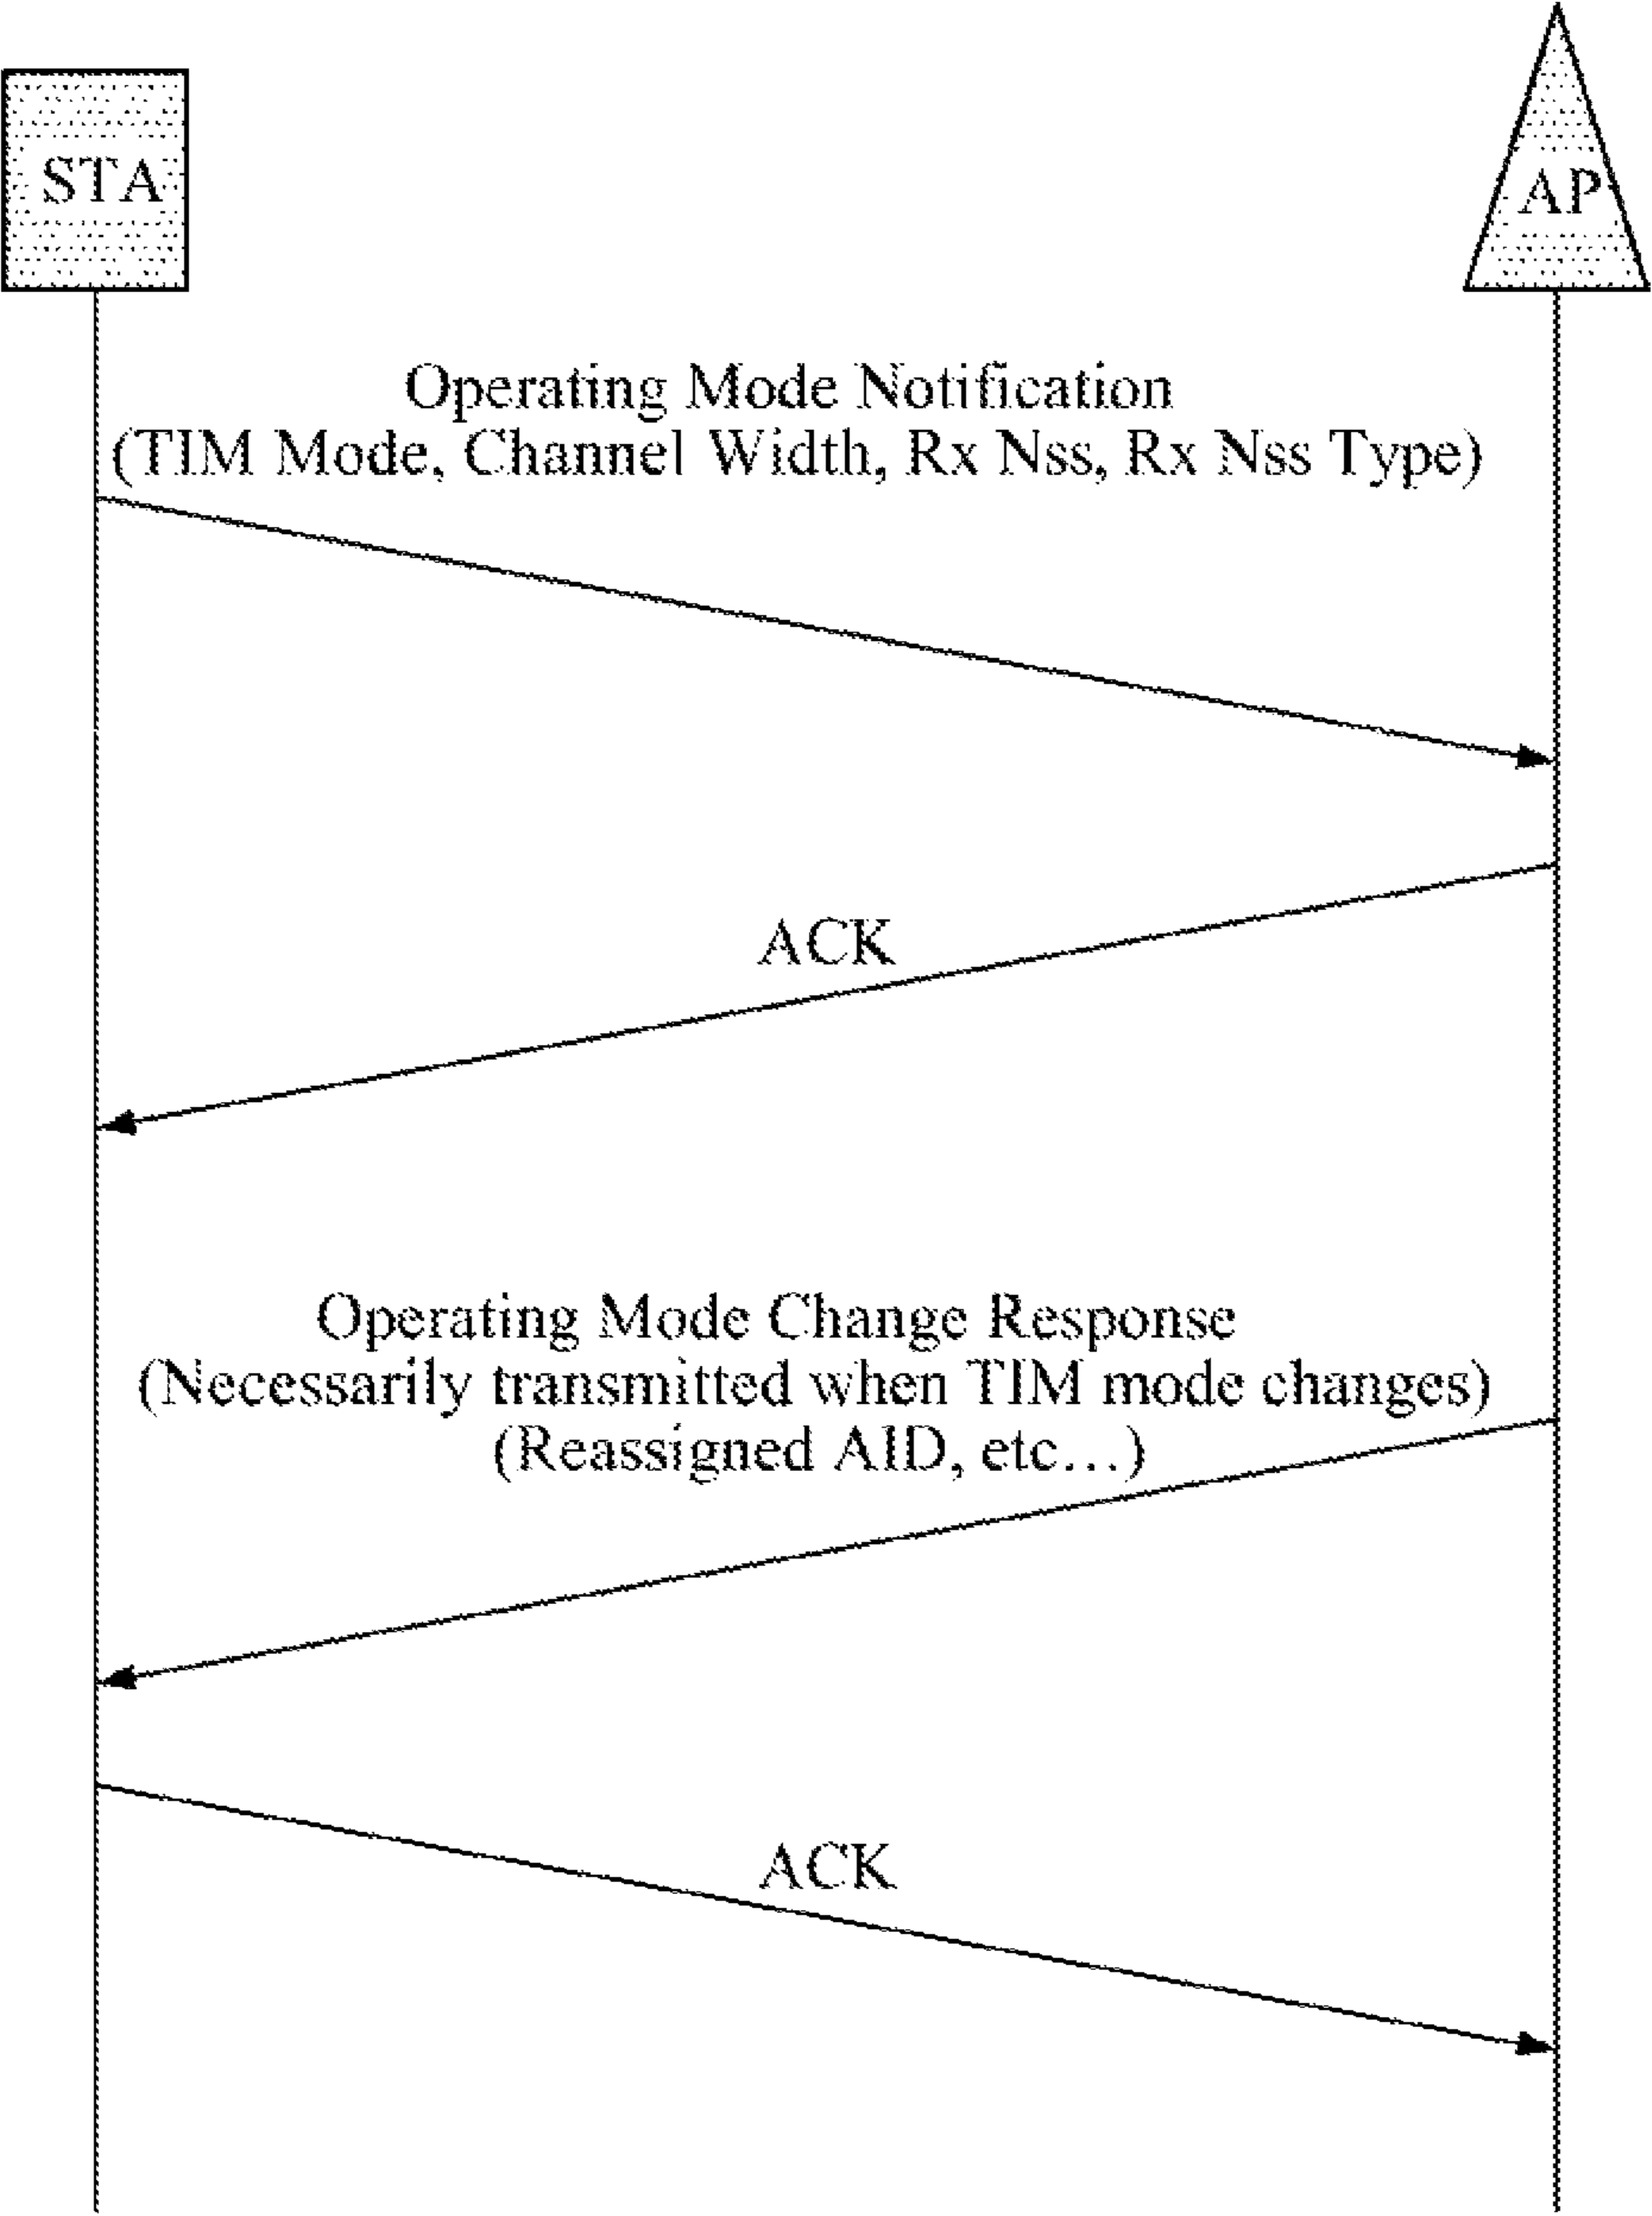 STA
AP
Operating Mode Notification
(TIM Mode, Channel Width, Rx Nss, Rx Nss Type)
ACK
Operating Mode Change Response
(Necessarily transmitted when TIM mode changes)
(Reassigned AID, etc...)
ACK